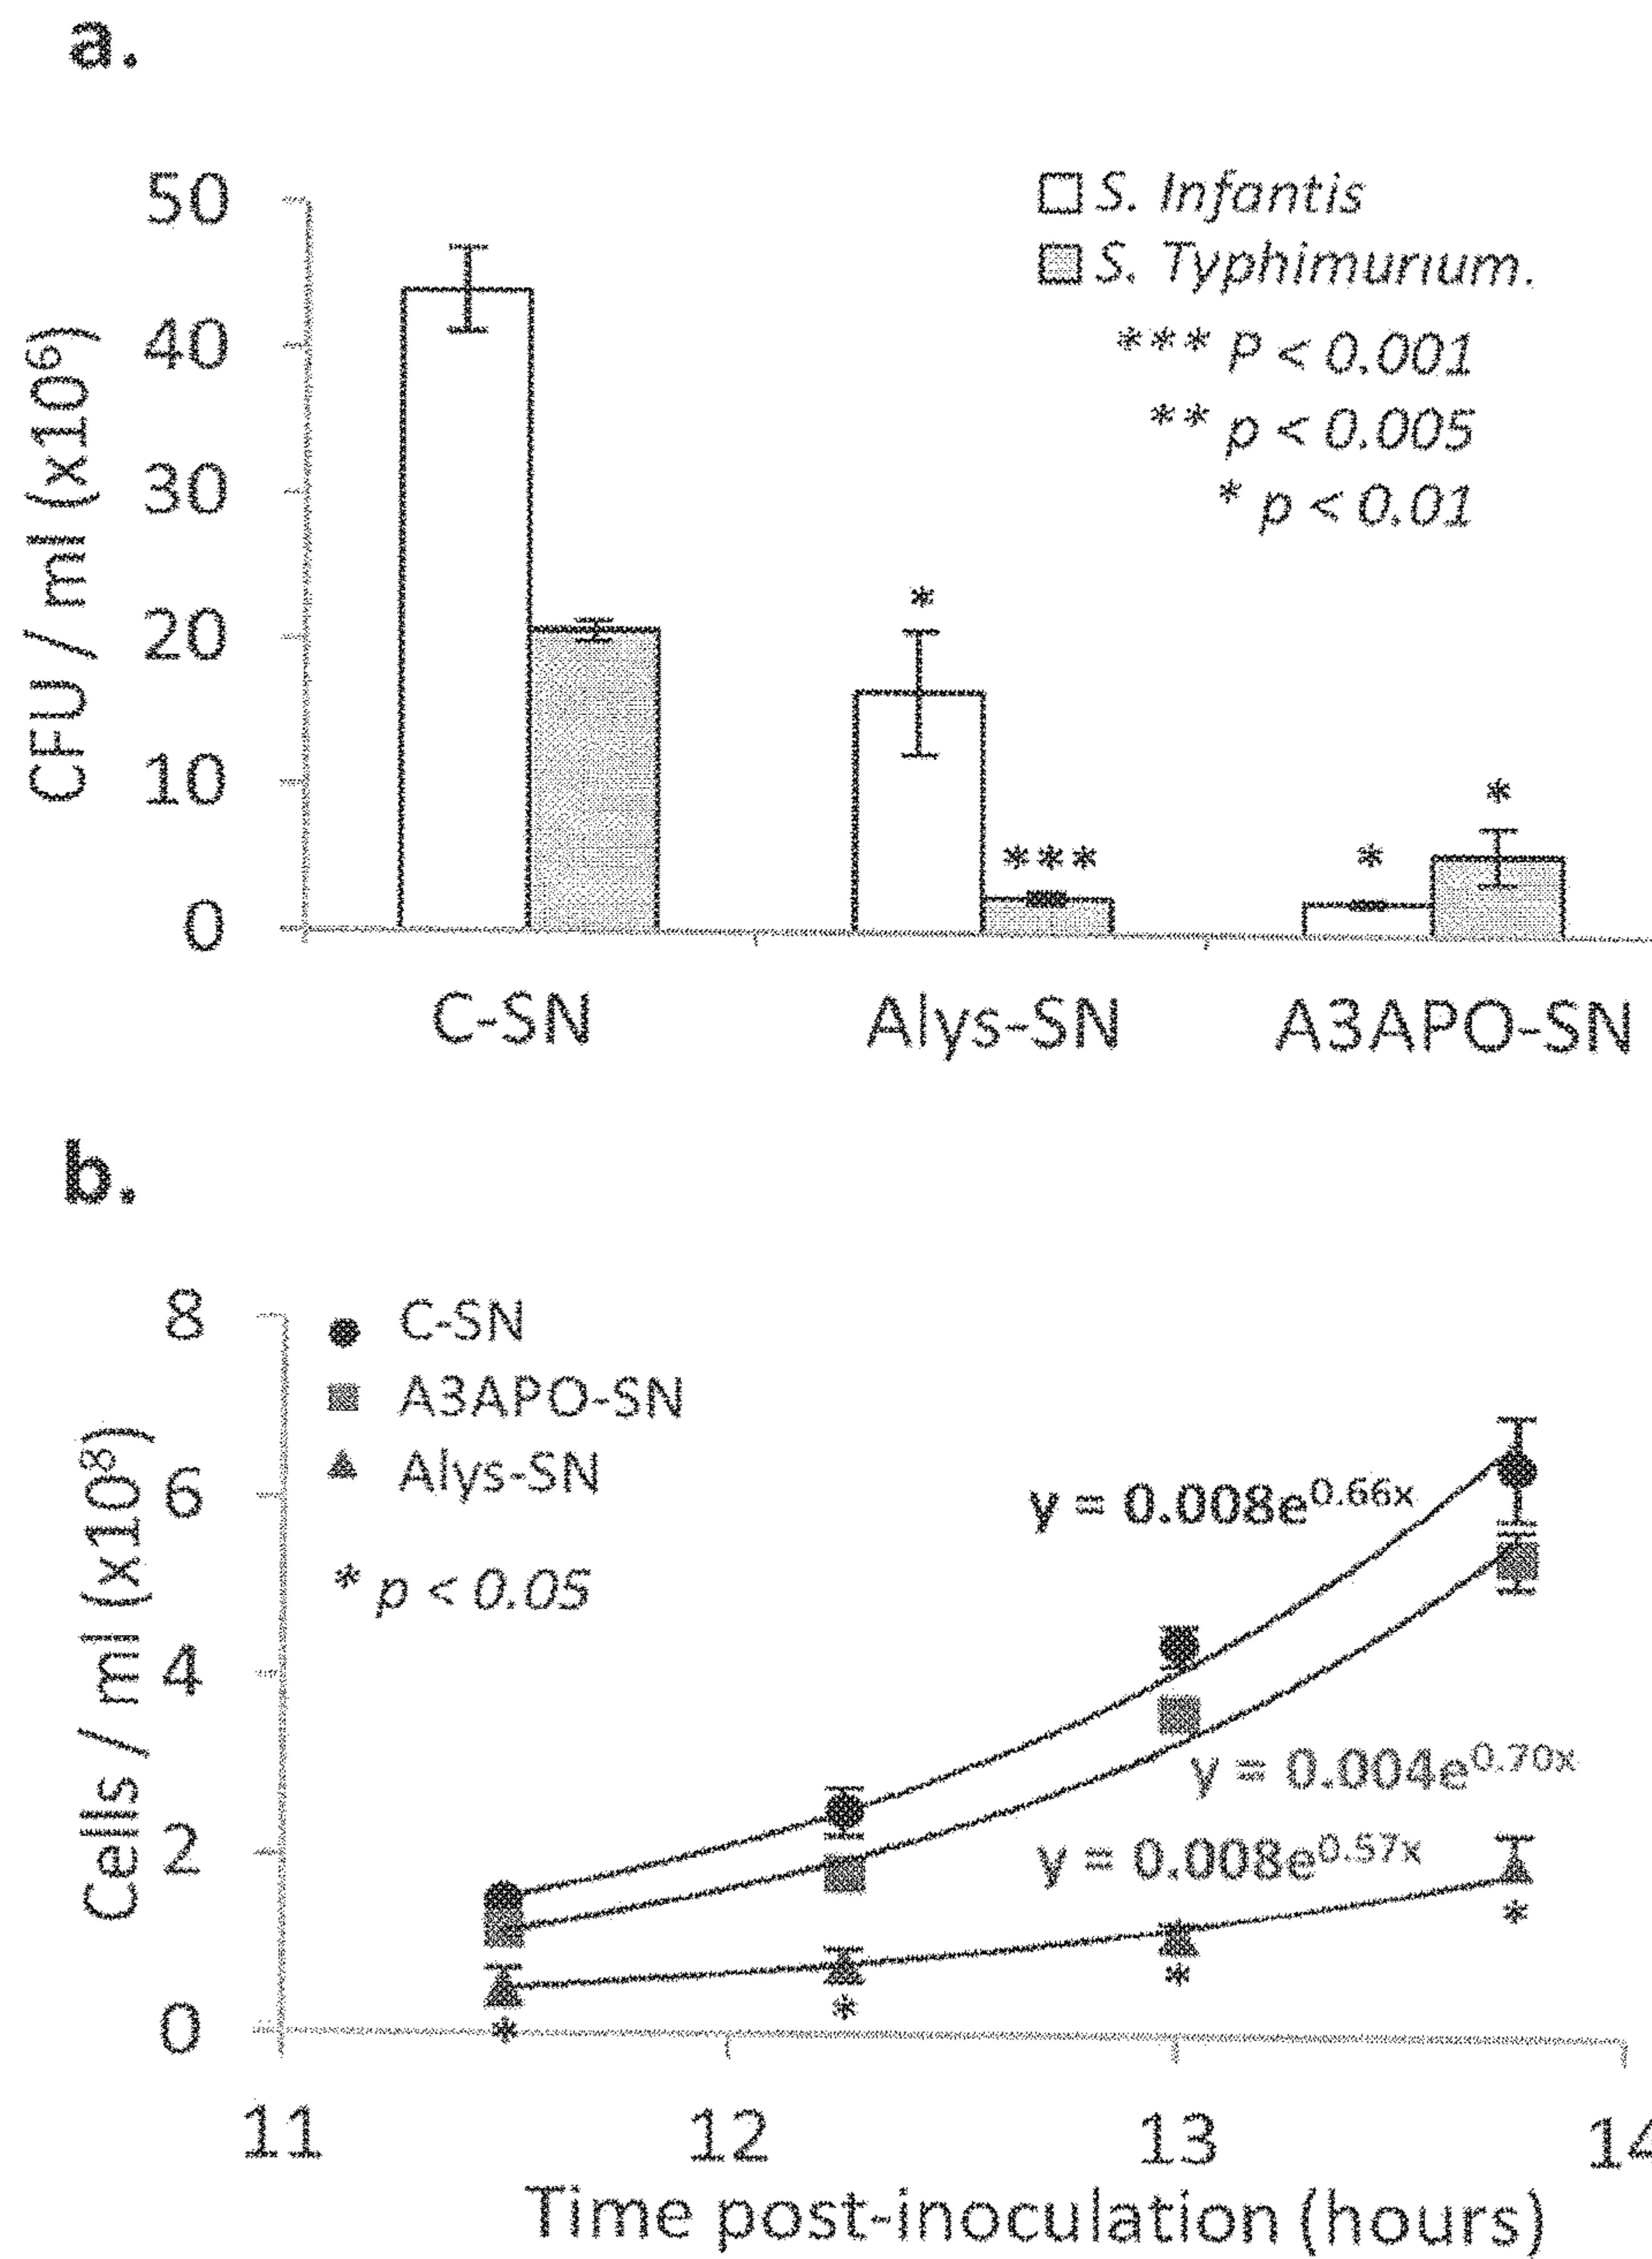 a.
50
40
30
20
10
0
CFU / ml (x10⁶)
S. Infantis
S. Typhimurium.
*** P < 0.001
** p < 0.005
* p < 0.01
*
***
*
*
C-SN Alys-SN A3APO-SN
b.
8
6
4
2
0
Cells / ml (x10⁸)
C-SN
A3APO-SN
Alys-SN
* p < 0.05
y = 0.008e^0.66x
y = 0.004e^0.70x
y = 0.008e^0.57x
*
*
*
*
11 12 13 14
Time post-inoculation (hours)